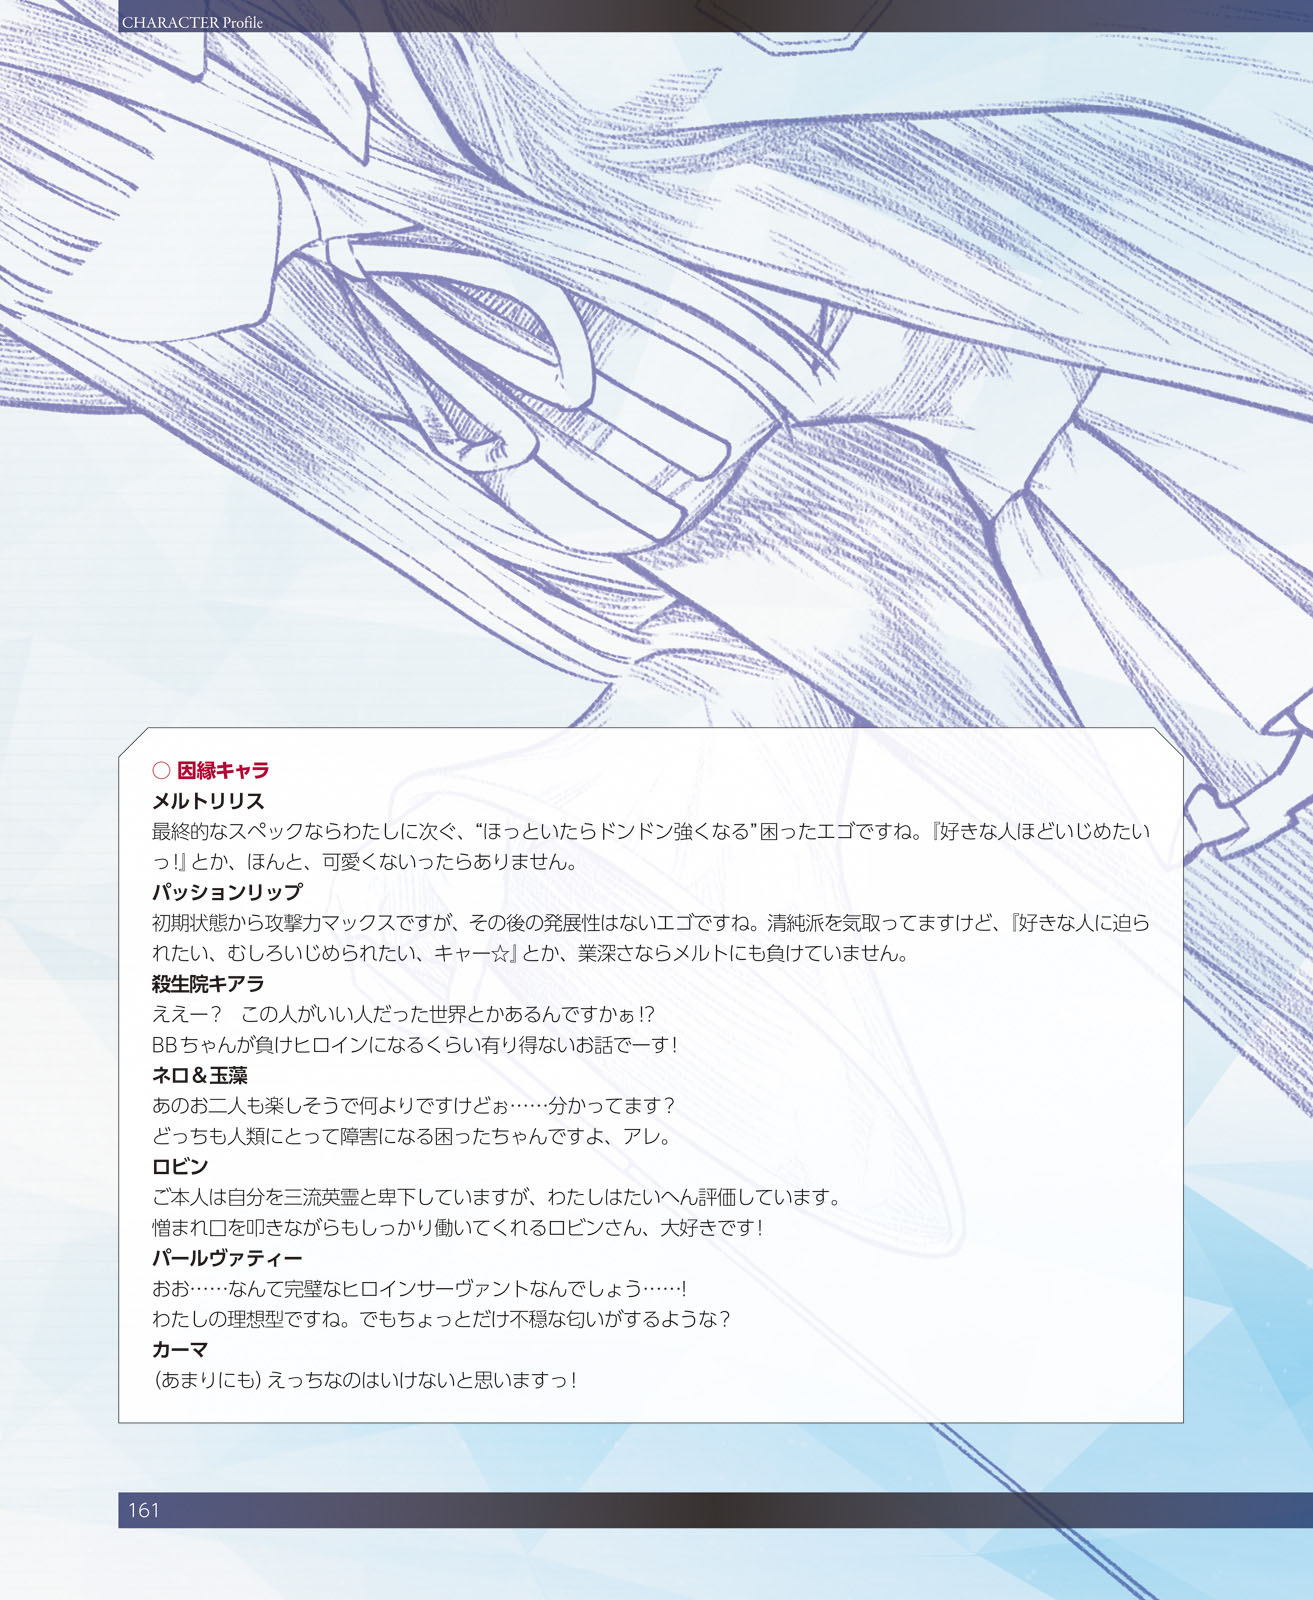 CHARACTER Profile
○ 因縁キャラ
メルトリリス
最終的なスペックならわたしに次ぐ、“ほっといたらドンドン強くなる”困ったエゴですね。『好きな人ほどいじめたい
っ!』とか、ほんと、可愛くないったらありません。
パッションリップ
初期状態から攻撃力マックスですが、その後の発展性はないエゴですね。清純派を気取ってますけど、『好きな人に迫ら
れたい、むしろいじめられたい、キャー☆』とか、業深さならメルトにも負けていません。
殺生院キアラ
ええー？　この人がいい人だった世界とかあるんですかぁ!?
BBちゃんが負けヒロインになるくらい有り得ないお話でーす!
ネロ＆玉藻
あのお二人も楽しそうで何よりですけどぉ……分かってます？
どっちも人類にとって障害になる困ったちゃんですよ、アレ。
ロビン
ご本人は自分を三流英霊と卑下していますが、わたしはたいへん評価しています。
憎まれ口を叩きながらもしっかり働いてくれるロビンさん、大好きです!
パールヴァティー
おお……なんて完璧なヒロインサーヴァントなんでしょう……!
わたしの理想型ですね。でもちょっとだけ不穏な匂いがするような？
カーマ
（あまりにも）えっちなのはいけないと思いますっ!
161